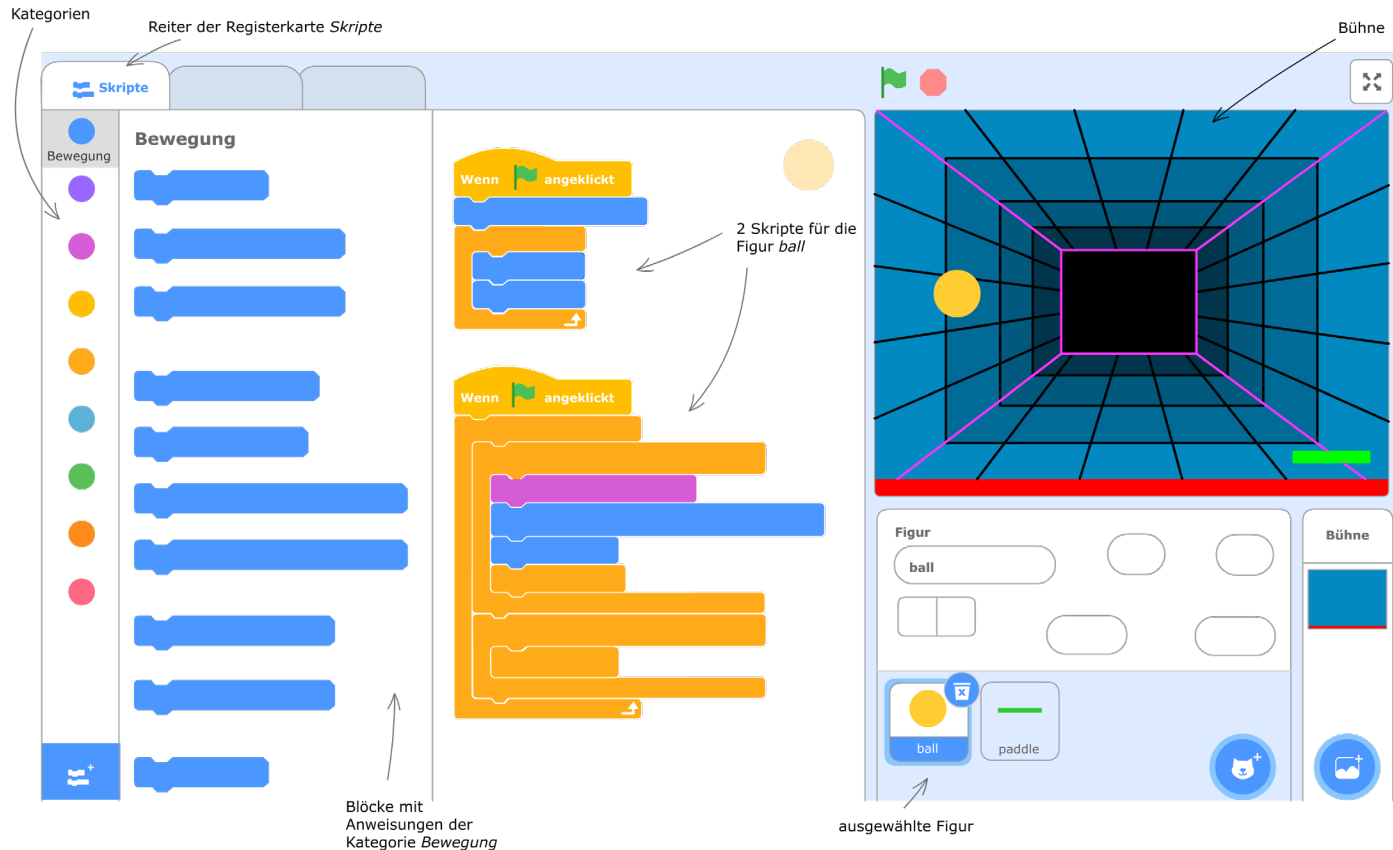 Kategorien
Reiter der Registerkarte Skripte
Bühne
Skripte
Bewegung
Bewegung
Wenn angeklickt
2 Skripte für die
Figur ball
Wenn angeklickt
Figur
ball
Bühne
ball
paddle
Blöcke mit
Anweisungen der
Kategorie Bewegung
ausgewählte Figur